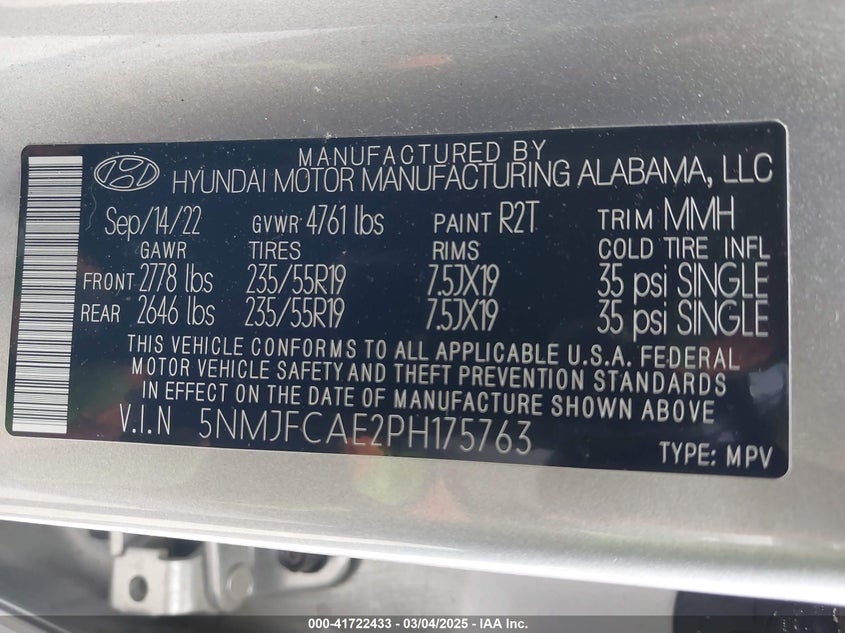 MANUFACTURED BY
HYUNDAI MOTOR MANUFACTURING ALABAMA, LLC
Sep/14/22 GVWR 4761 lbs PAINT R2T TRIM MMH
GAWR TIRES RIMS COLD TIRE INFL
FRONT 2778 lbs 235/55R19 7.5JX19 35 psi SINGLE
REAR 2646 lbs 235/55R19 7.5JX19 35 psi SINGLE
THIS VEHICLE CONFORMS TO ALL APPLICABLE U.S.A. FEDERAL
MOTOR VEHICLE SAFETY AND THEFT PREVENTION STANDARDS
IN EFFECT ON THE DATE OF MANUFACTURE SHOWN ABOVE
V.I.N 5NMJFCAE2PH175763
TYPE: MPV
000-41722433 - 03/04/2025 - IAA Inc.